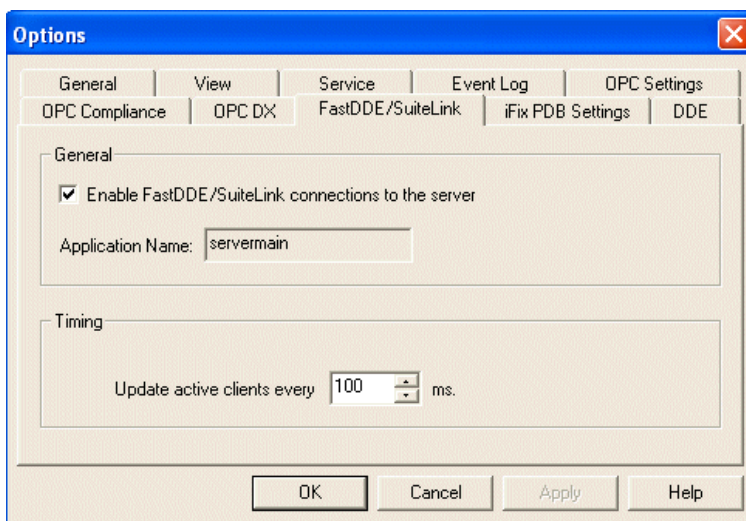 Options
General View Service Event Log OPC Settings
OPC Compliance OPC DX FastDDE/SuiteLink iFix PDB Settings DDE
General
Enable FastDDE/SuiteLink connections to the server
Application Name: servermain
Timing
Update active clients every 100 ms.
OK Cancel Apply Help